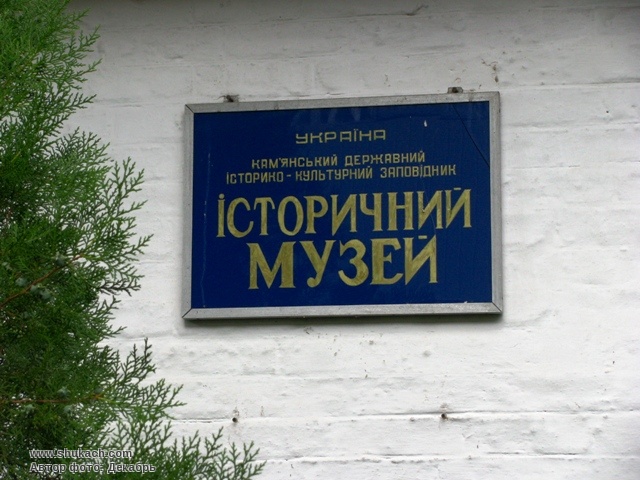 УКРАЇНА
КАМ'ЯНСЬКИЙ ДЕРЖАВНИЙ
ІСТОРИКО-КУЛЬТУРНИЙ ЗАПОВІДНИК
ІСТОРИЧНИЙ
МУЗЕЙ
www.shukach.com
Автор фото: Декабрь